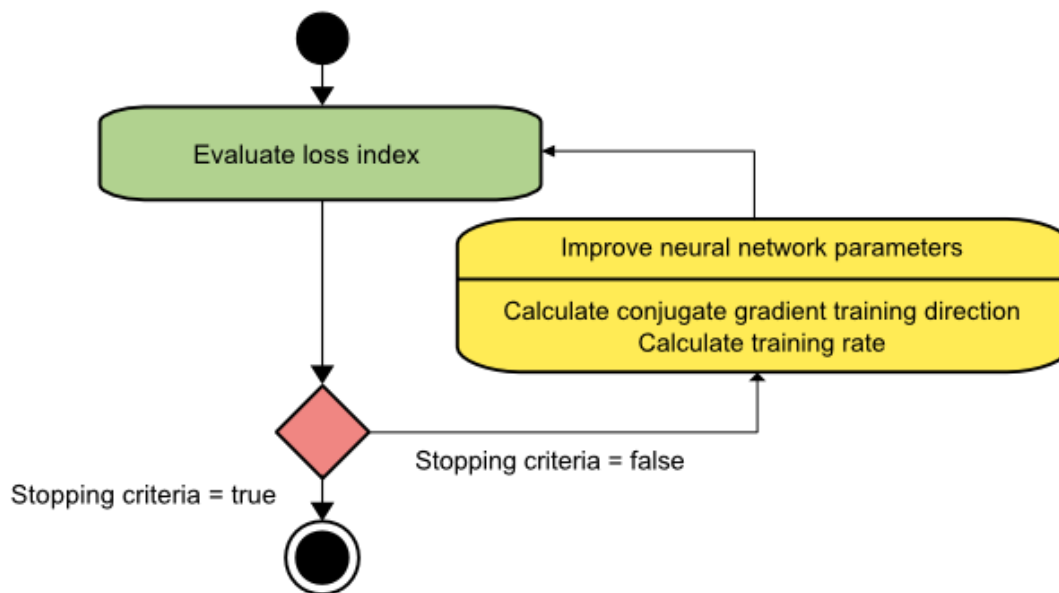 Evaluate loss index
Improve neural network parameters
Calculate conjugate gradient training direction
Calculate training rate
Stopping criteria = false
Stopping criteria = true